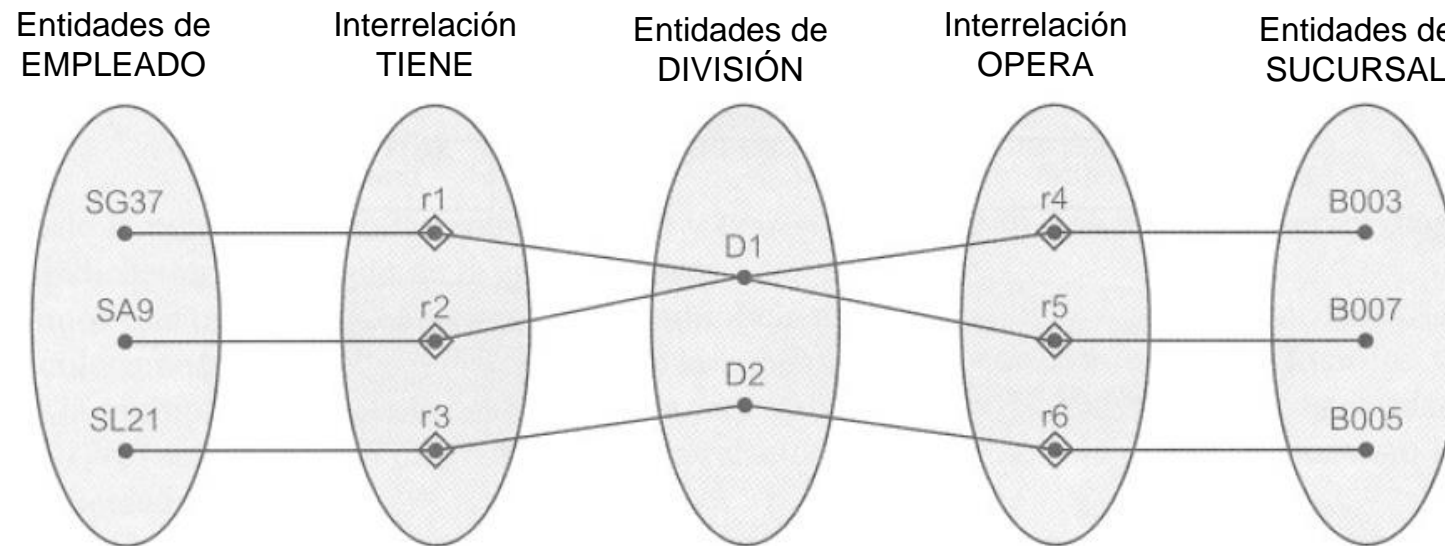 Entidades de
EMPLEADO
Interrelación
TIENE
Entidades de
DIVISIÓN
Interrelación
OPERA
Entidades de
SUCURSAL
SG37
r1
D1
r4
B003
SA9
r2
r5
B007
D2
SL21
r3
r6
B005